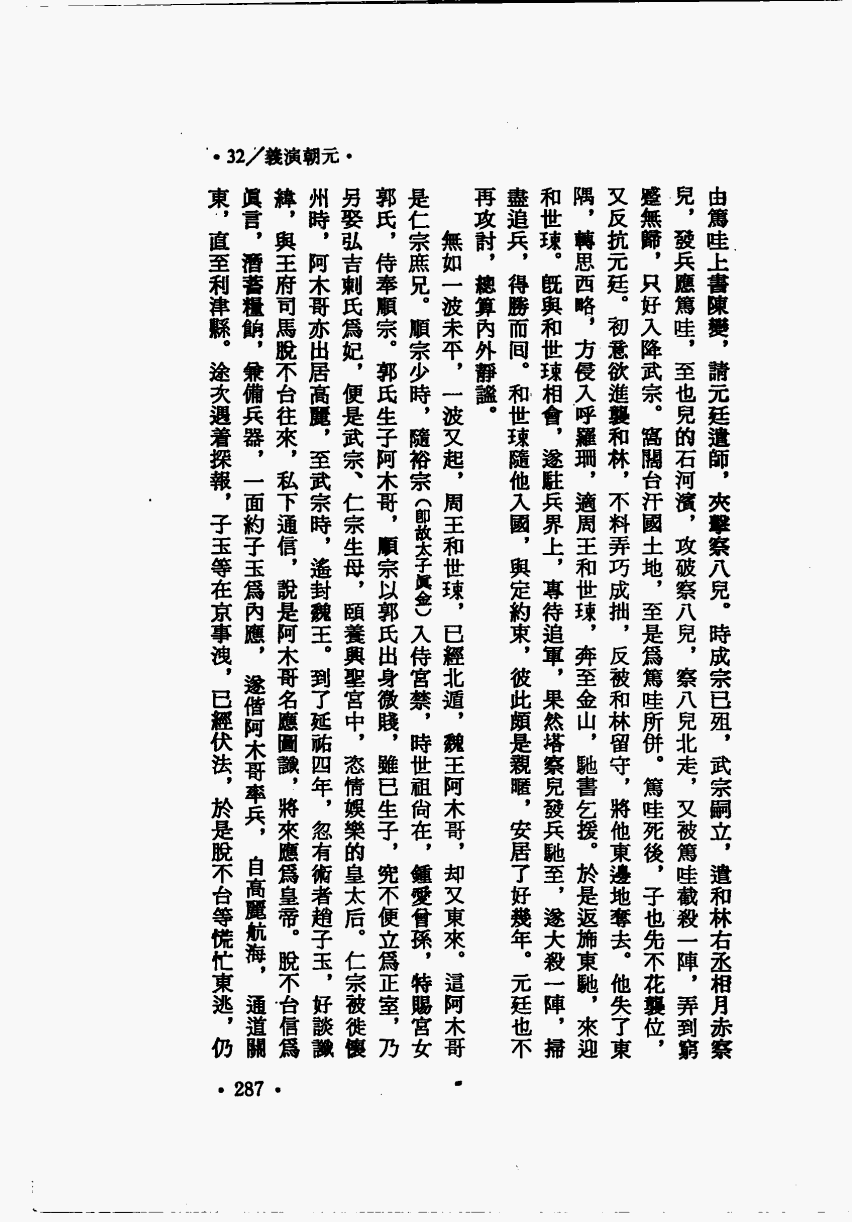 ·32／義演朝元·
由篤哇上書陳變，請元廷遣師，夾擊察八兒。時成宗已殂，武宗嗣立，遣和林右丞相月赤察
兒，發兵應篤哇，至也兒的石河濱，攻破察八兒，察八兒北走，又被篤哇截殺一陣，弄到窮
蹙無歸，只好入降武宗。窩闊台汗國土地，至是爲篤哇所併。篤哇死後，子也先不花襲位，
又反抗元廷。初意欲進襲和林，不料弄巧成拙，反被和林留守，將他東邊地奪去。他失了東
隅，轉思西略，方侵入呼羅珊，適周王和世㻋，奔至金山，馳書乞援。於是返旆東馳，來迎
和世㻋。旣與和世㻋相會，遂駐兵界上，專待追軍，果然塔察兒發兵馳至，遂大殺一陣，掃
盡追兵，得勝而囘。和世㻋隨他入國，與定約束，彼此頗是親暱，安居了好幾年。元廷也不
再攻討，總算內外靜謐。
無如一波未平，一波又起，周王和世㻋，已經北遁，魏王阿木哥，却又東來。這阿木哥
是仁宗庶兄。順宗少時，隨裕宗（卽故太子眞金）入侍宮禁，時世祖尙在，鍾愛曾孫，特賜宮女
郭氏，侍奉順宗。郭氏生子阿木哥，順宗以郭氏出身微賤，雖已生子，究不便立爲正室，乃
另娶弘吉剌氏爲妃，便是武宗、仁宗生母，頤養興聖宮中，恣情娛樂的皇太后。仁宗被徙懷
州時，阿木哥亦出居高麗，至武宗時，遙封魏王。到了延祐四年，忽有術者趙子玉，好談讖
緯，與王府司馬脫不台往來，私下通信，說是阿木哥名應圖讖，將來應爲皇帝。脫不台信爲
眞言，潛蓄糧餉，兼備兵器，一面約子玉爲內應，遂偕阿木哥率兵，自高麗航海，通道關
東，直至利津縣。途次遇着探報，子玉等在京事洩，已經伏法，於是脫不台等慌忙東逃，仍
·287·